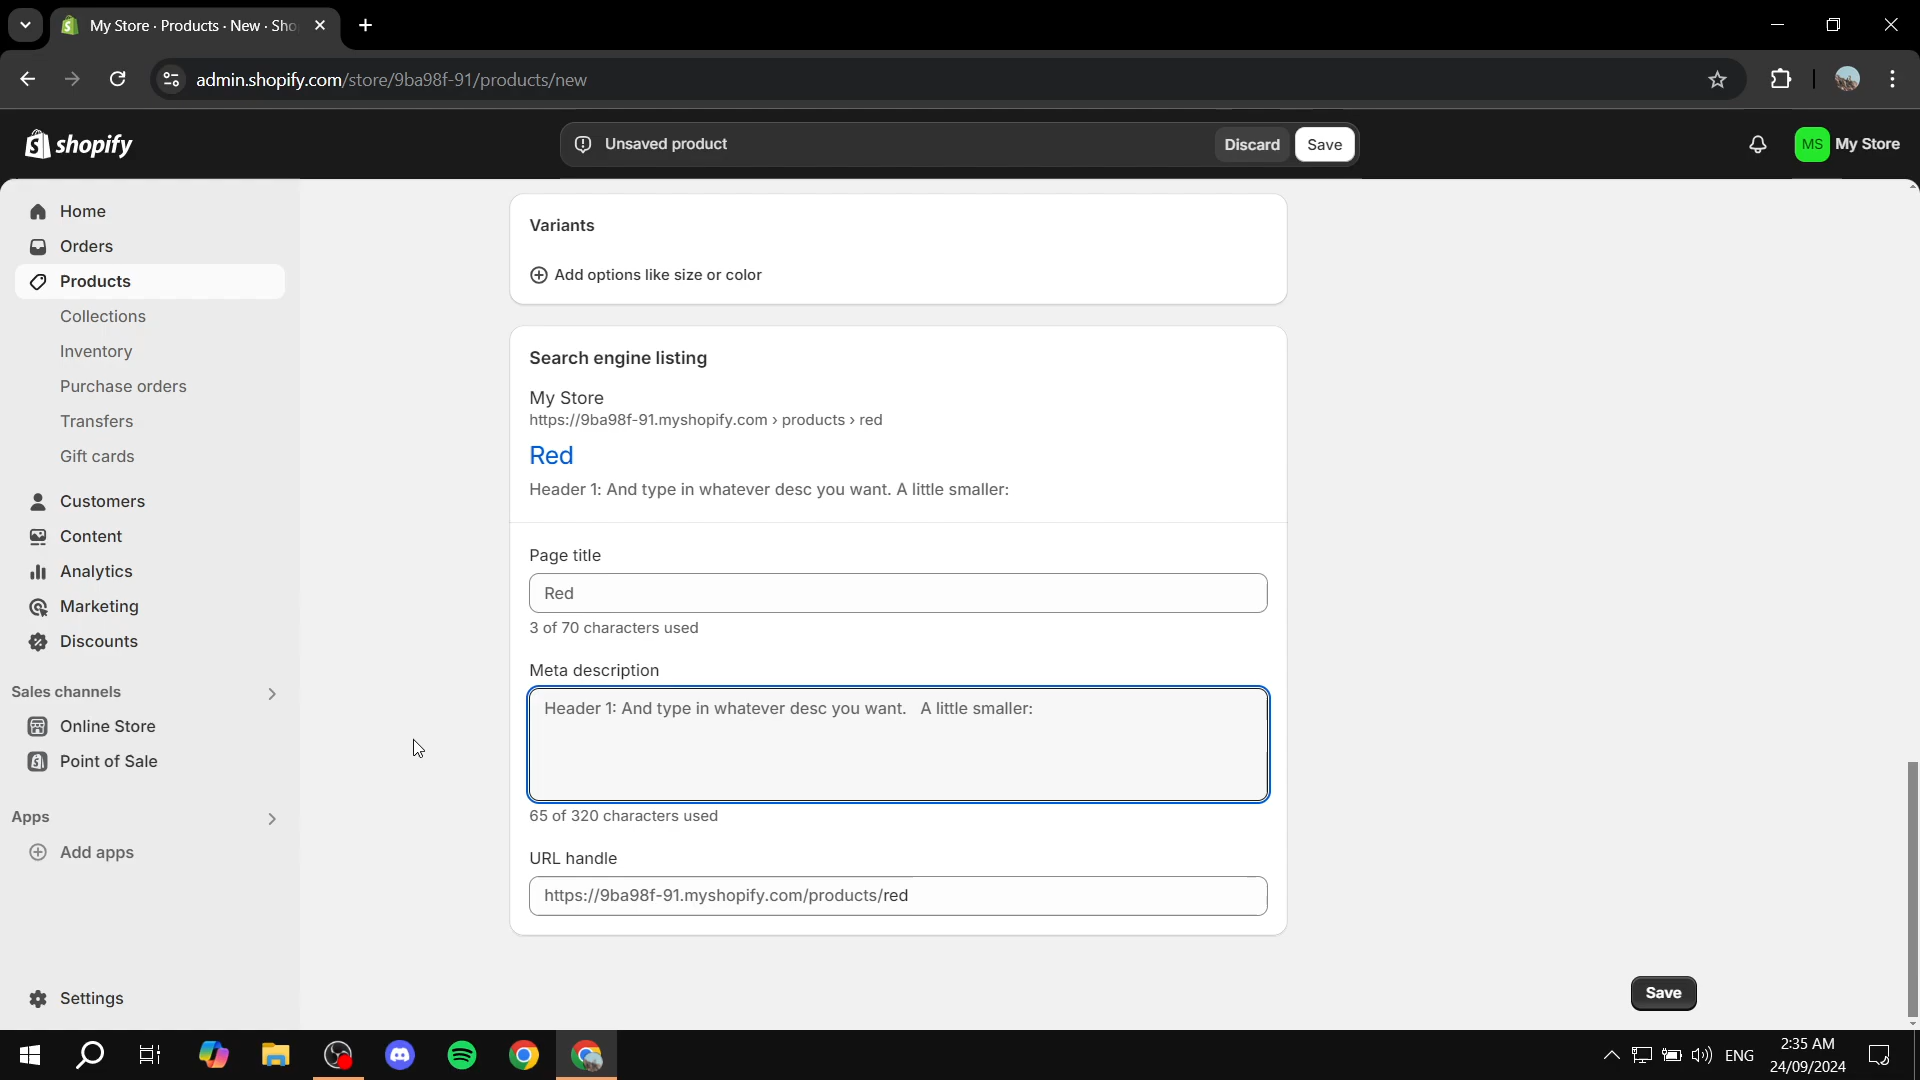 My Store · Products · New · Sho
admin.shopify.com/store/9ba98f-91/products/new
shopify
Unsaved product
Discard
Save
MS
My Store
Home
Orders
Products
Collections
Inventory
Purchase orders
Transfers
Gift cards
Customers
Content
Analytics
Marketing
Discounts
Sales channels
Online Store
Point of Sale
Apps
Add apps
Settings
Variants
Add options like size or color
Search engine listing
My Store
https://9ba98f-91.myshopify.com › products › red
Red
Header 1: And type in whatever desc you want. A little smaller:
Page title
Red
3 of 70 characters used
Meta description
Header 1: And type in whatever desc you want.   A little smaller:
65 of 320 characters used
URL handle
https://9ba98f-91.myshopify.com/products/red
Save
ENG
2:35 AM
24/09/2024